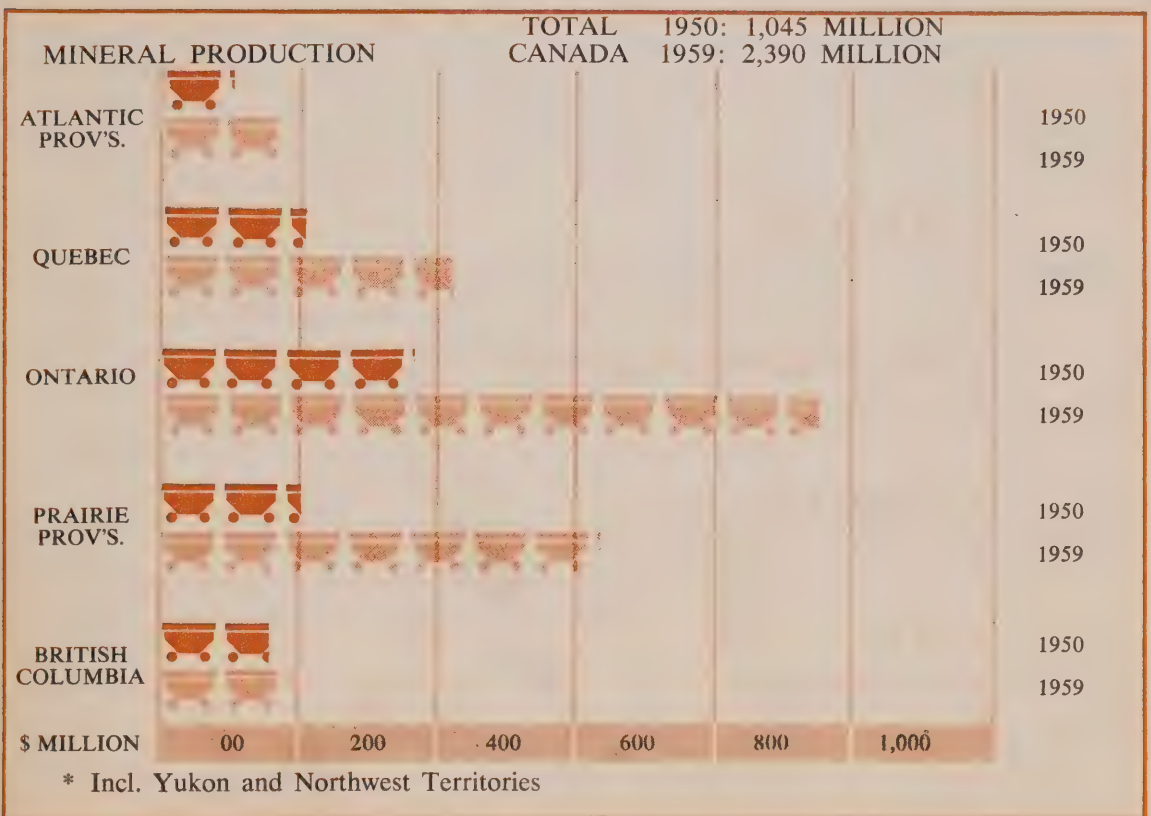 MINERAL PRODUCTION
TOTAL 1950: 1,045 MILLION
CANADA 1959: 2,390 MILLION
ATLANTIC
PROV'S.
1950
1959
QUEBEC
1950
1959
ONTARIO
1950
1959
PRAIRIE
PROV'S.
1950
1959
BRITISH
COLUMBIA
1950
1959
$ MILLION 00 200 400 600 800 1,000
* Incl. Yukon and Northwest Territories